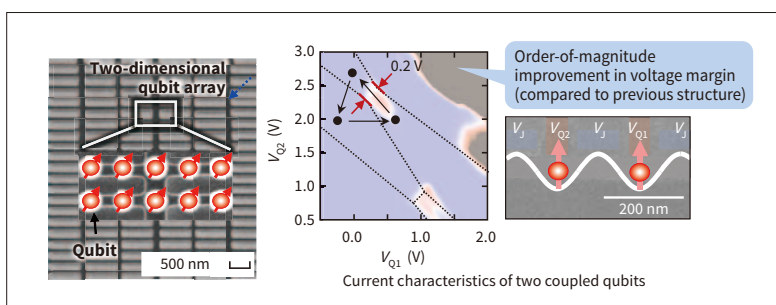 Two-dimensional
qubit array
Qubit
500 nm
3.0
2.5
2.0
1.5
1.0
0.5
V_Q2 (V)
0.2 V
0.0
1.0
2.0
V_Q1 (V)
Order-of-magnitude
improvement in voltage margin
(compared to previous structure)
V_J V_Q2 V_J V_Q1 V_J
200 nm
Current characteristics of two coupled qubits